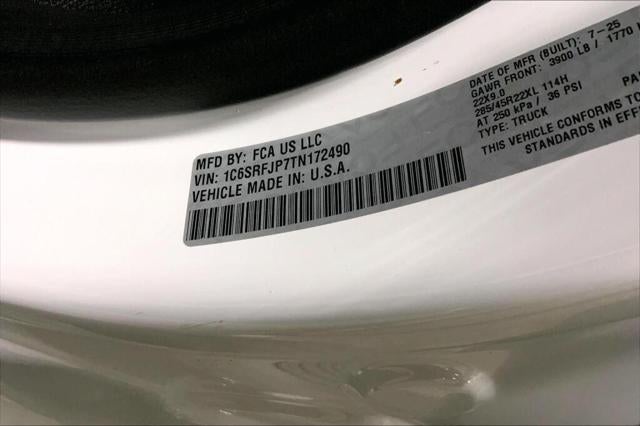 MFD BY: FCA US LLC
VIN: 1C6SRFJP7TN172490
VEHICLE MADE IN: U.S.A.
DATE OF MFR (BUILT): 7-25
GAWR FRONT: 3900 LB / 1770
22X9.0
285/45R22XL 114H
AT 250 kPa / 36 PSI
TYPE: TRUCK
THIS VEHICLE CONFORMS TO
STANDARDS IN EFF